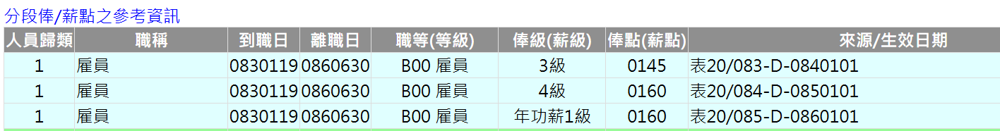 分段俸/薪點之參考資訊
人員歸類 職稱 到職日 離職日 職等(等級) 俸級(薪級) 俸點(薪點) 來源/生效日期
1 雇員 0830119 0860630 B00 雇員 3級 0145 表20/083-D-0840101
1 雇員 0830119 0860630 B00 雇員 4級 0160 表20/084-D-0850101
1 雇員 0830119 0860630 B00 雇員 年功薪1級 0160 表20/085-D-0860101